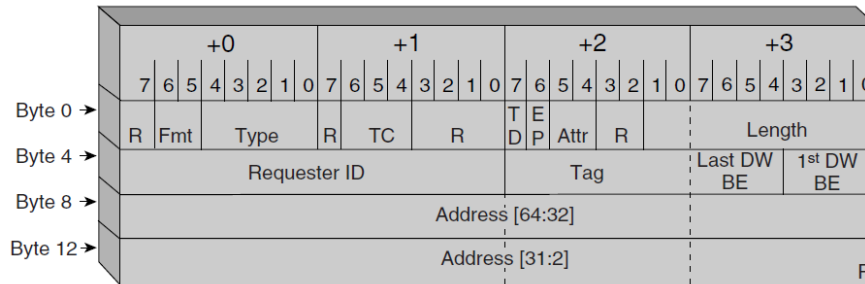 +0 +1 +2 +3
7 6 5 4 3 2 1 0 7 6 5 4 3 2 1 0 7 6 5 4 3 2 1 0 7 6 5 4 3 2 1 0
Byte 0 R Fmt Type R TC R TD EP Attr R Length
Byte 4 Requester ID Tag Last DW BE 1st DW BE
Byte 8 Address [64:32]
Byte 12 Address [31:2]